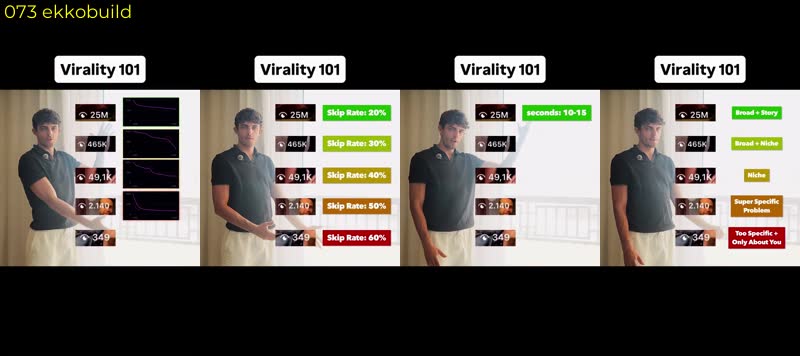 073 ekkobuild
Virality 101
25M
465K
49,1K
2.140
349
Virality 101
25M
Skip Rate: 20%
465K
Skip Rate: 30%
49,1K
Skip Rate: 40%
2.140
Skip Rate: 50%
349
Skip Rate: 60%
Virality 101
25M
seconds: 10-15
465K
49,1K
2.140
349
Virality 101
25M
Broad + Story
465K
Broad + Niche
49,1K
Niche
2.140
Super Specific
Problem
349
Too Specific +
Only About You